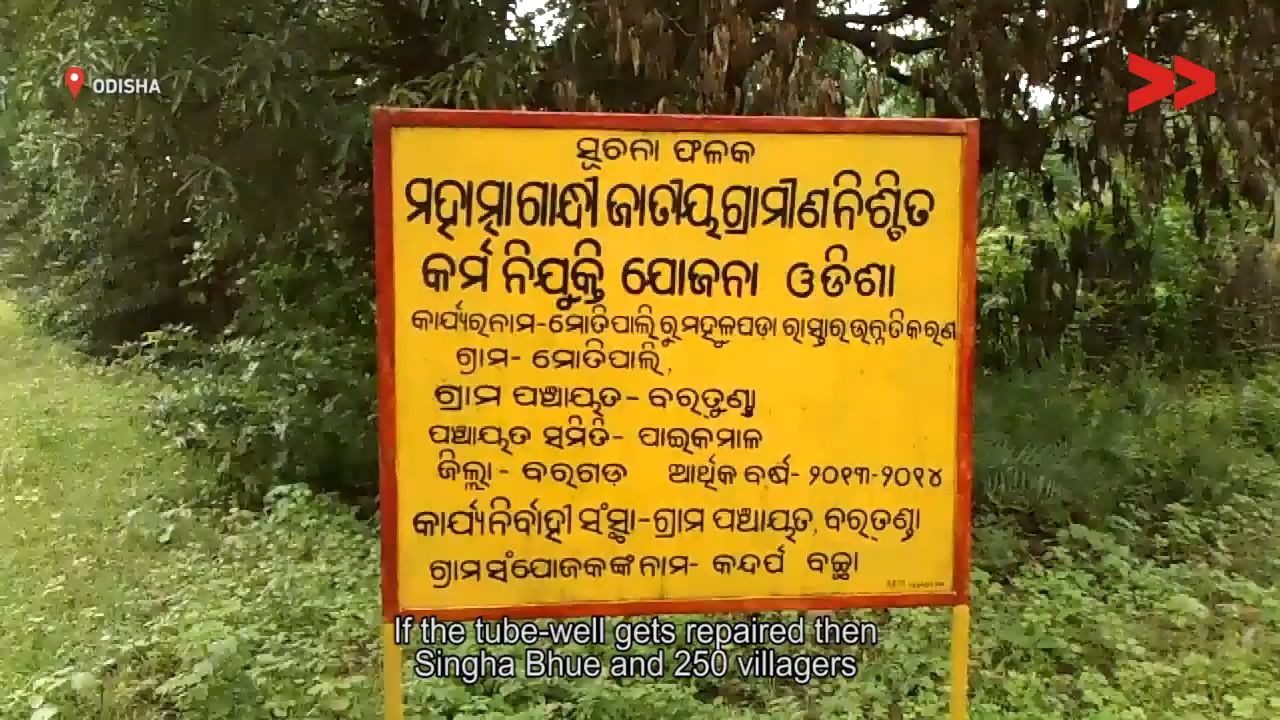 ODISHA
ସୂଚନା ଫଳକ
ମହାତ୍ମା ଗାନ୍ଧୀ ଜାତୀୟ ଗ୍ରାମୀଣ ନିଶ୍ଚିତ
କର୍ମ ନିଯୁକ୍ତି ଯୋଜନା ଓଡିଶା
କାର୍ଯ୍ୟର ନାମ-ମୋତିପାଲି ରୁ ମହୁଳପଡା ରାସ୍ତାର ଉନ୍ନତିକରଣ
ଗ୍ରାମ- ମୋତିପାଲି,
ଗ୍ରାମ ପଞ୍ଚାୟତ- ବରତୁଣ୍ଡା
ପଞ୍ଚାୟତ ସମିତି- ପାଇକମାଳ
ଜିଲ୍ଲା - ବରଗଡ଼ ଆର୍ଥିକ ବର୍ଷ- ୨୦୧୩-୨୦୧୪
କାର୍ଯ୍ୟନିର୍ବାହୀ ସଂସ୍ଥା-ଗ୍ରାମ ପଞ୍ଚାୟତ, ବରତଣ୍ଡା
ଗ୍ରାମ ସଂଯୋଜକଙ୍କ ନାମ- କନ୍ଦର୍ପ ବଚ୍ଛା
If the tube-well gets repaired then
Singha Bhue and 250 villagers